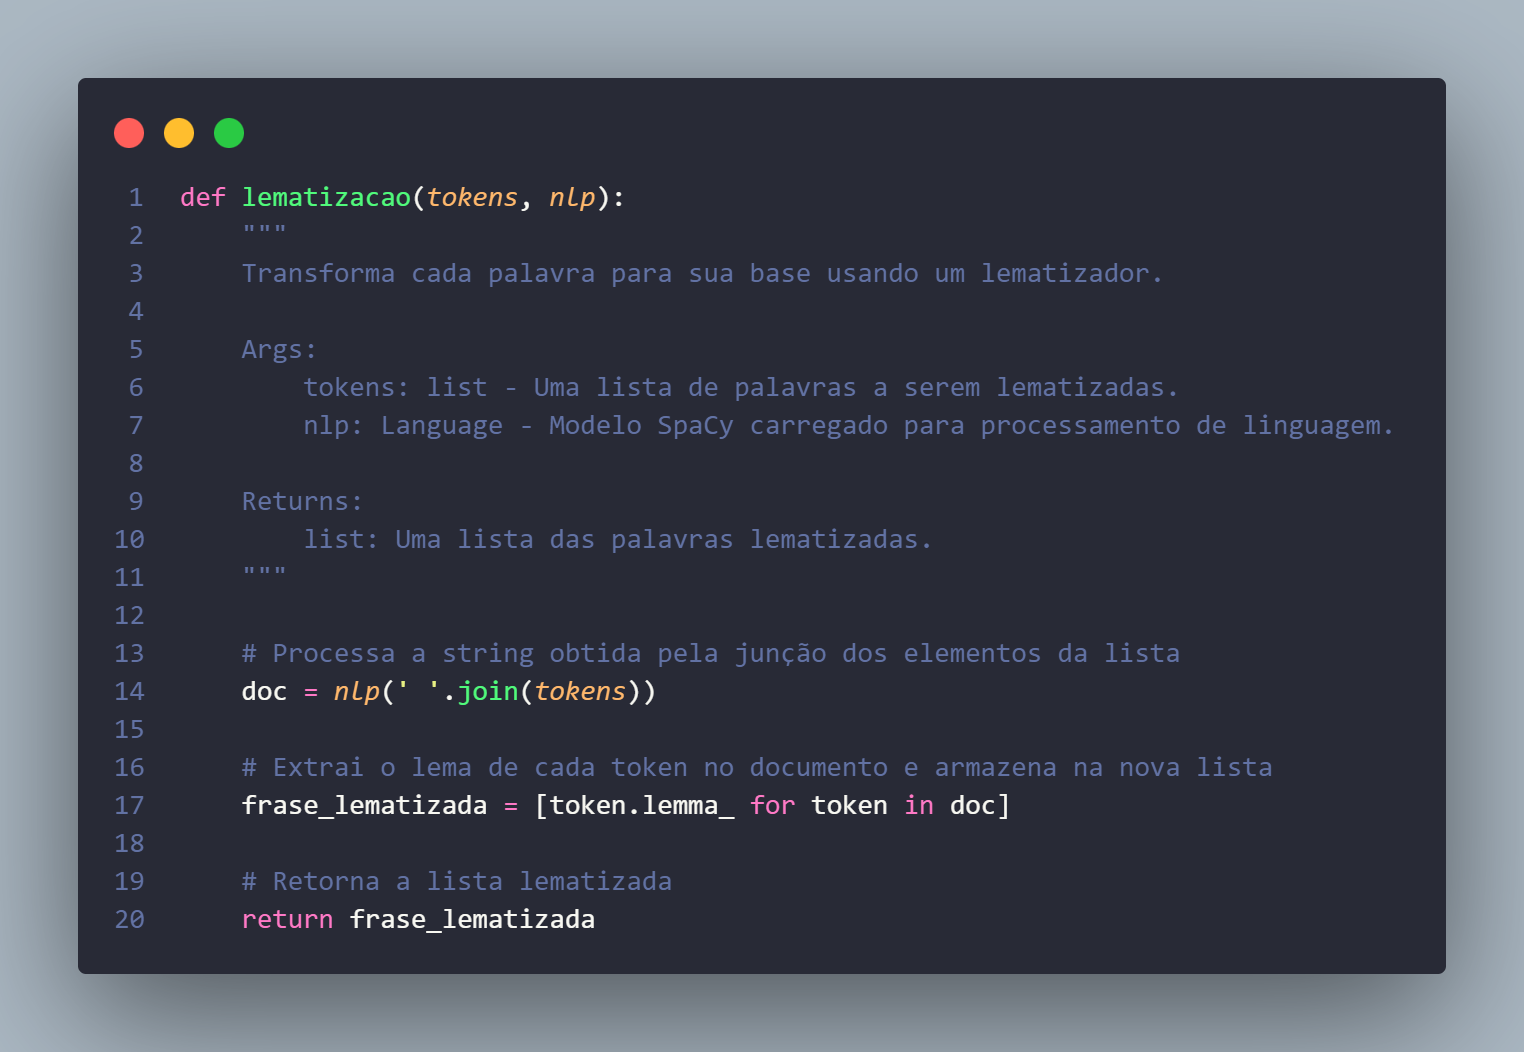 1 def lematizacao(tokens, nlp):
2     """
3     Transforma cada palavra para sua base usando um lematizador.
4
5     Args:
6         tokens: list - Uma lista de palavras a serem lematizadas.
7         nlp: Language - Modelo SpaCy carregado para processamento de linguagem.
8
9     Returns:
10         list: Uma lista das palavras lematizadas.
11     """
12
13     # Processa a string obtida pela junção dos elementos da lista
14     doc = nlp(' '.join(tokens))
15
16     # Extrai o lema de cada token no documento e armazena na nova lista
17     frase_lematizada = [token.lemma_ for token in doc]
18
19     # Retorna a lista lematizada
20     return frase_lematizada